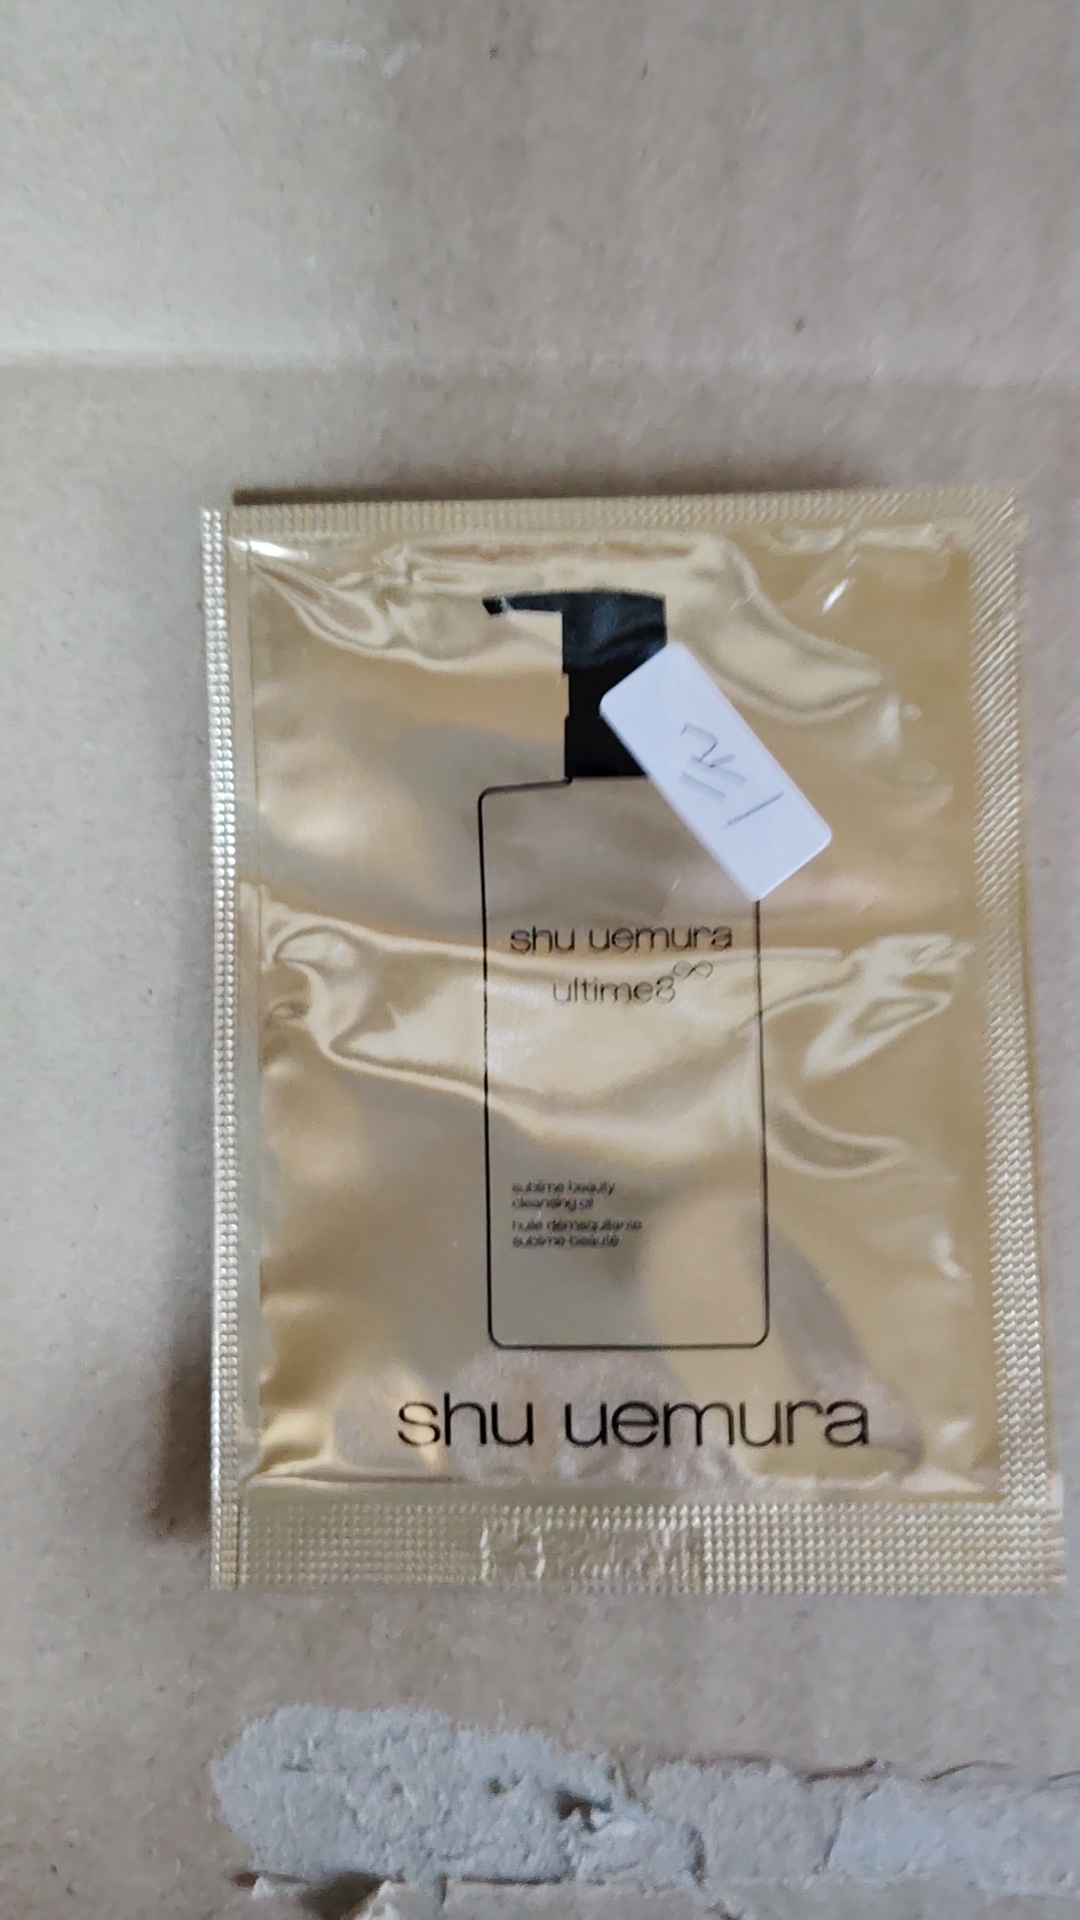 shu uemura
ultime8∞
sublime beauty
cleansing oil
huile démaquillante
sublime beauté
shu uemura